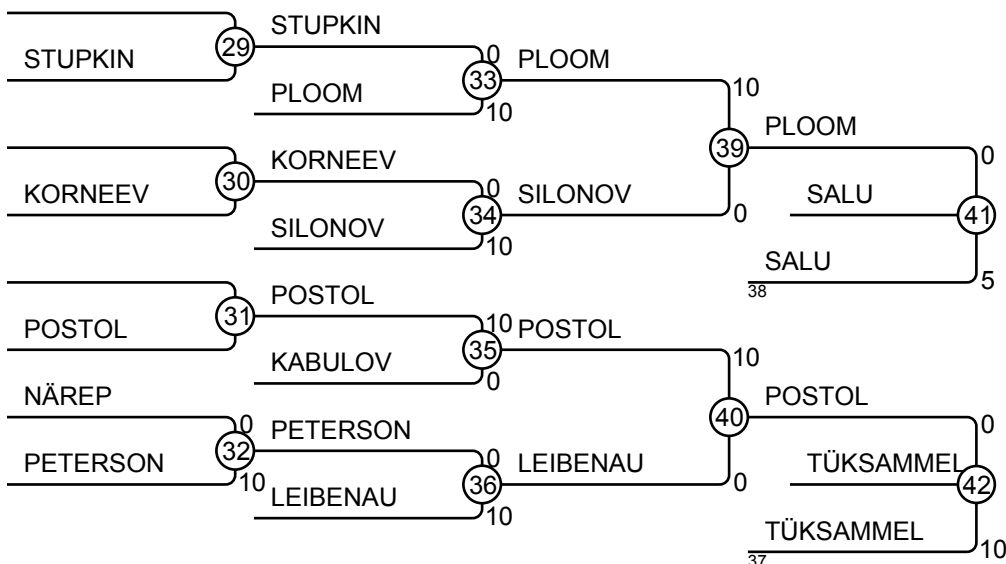 STUPKIN
29
STUPKIN
0
33
PLOOM
10
PLOOM
10
39
PLOOM
0
KORNEEV
30
KORNEEV
0
34
SILONOV
10
SILONOV
0
SALU
41
SALU
38
5
POSTOL
31
POSTOL
10
35
KABULOV
0
POSTOL
10
40
POSTOL
0
NÄREP
0
32
PETERSON
10
PETERSON
0
36
LEIBENAU
10
LEIBENAU
0
TÜKSAMMEL
42
TÜKSAMMEL
37
10